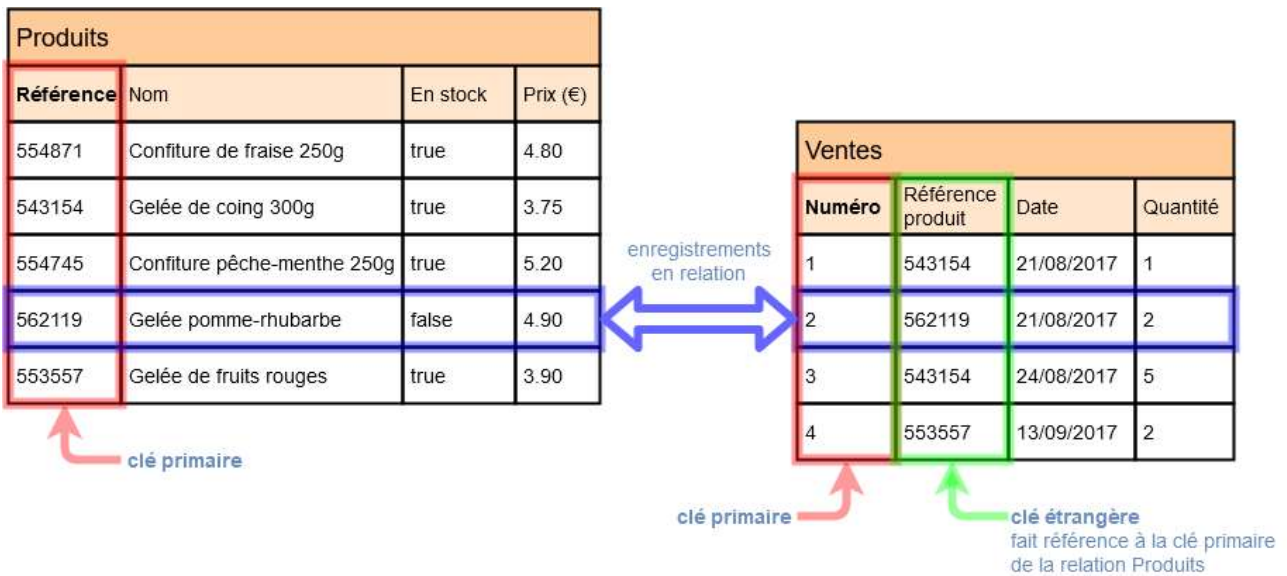 Produits
Référence Nom En stock Prix (€)
554871 Confiture de fraise 250g true 4.80
543154 Gelée de coing 300g true 3.75
554745 Confiture pêche-menthe 250g true 5.20
562119 Gelée pomme-rhubarbe false 4.90
553557 Gelée de fruits rouges true 3.90
clé primaire
enregistrements
en relation
Ventes
Numéro Référence produit Date Quantité
1 543154 21/08/2017 1
2 562119 21/08/2017 2
3 543154 24/08/2017 5
4 553557 13/09/2017 2
clé primaire
clé étrangère
fait référence à la clé primaire
de la relation Produits